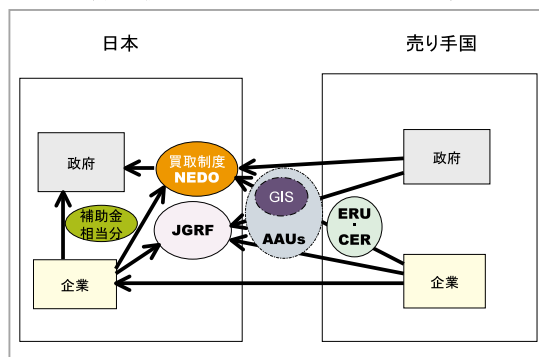 日本
売り手国
政府
買取制度
NEDO
政府
GIS
補助金
相当分
JGRF
AAUs
ERU
・
CER
企業
企業